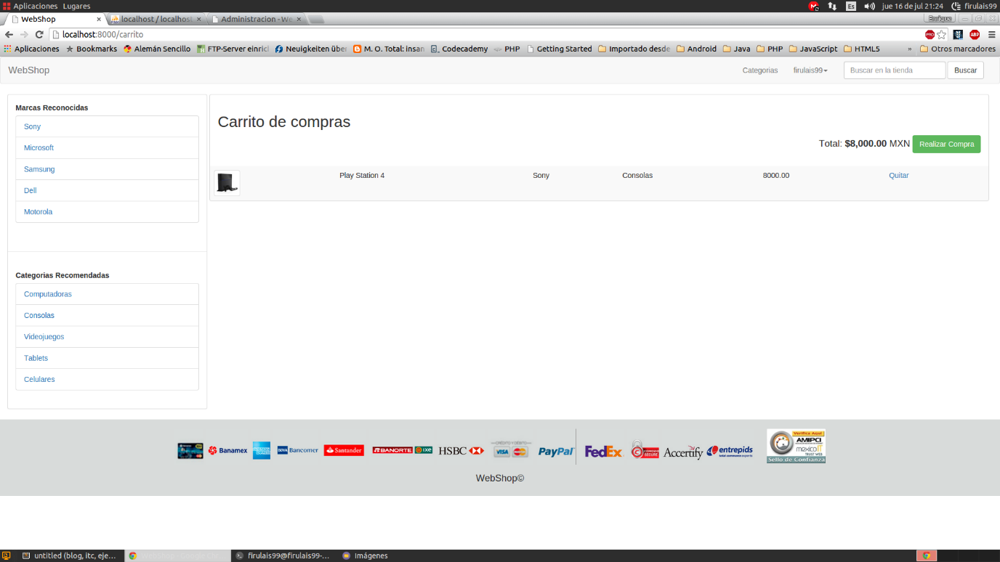 Aplicaciones Lugares Es jue 16 de jul 21:24 firulais99
WebShop × localhost / localhost × Administracion - We × Enrique
localhost:8000/carrito PRO ABP
Aplicaciones Bookmarks Alemán Sencillo FTP-Server einric Neuigkeiten über M. O. Total: insan Codecademy PHP Getting Started Importado desde Android Java PHP JavaScript HTML5 » Otros marcadores
WebShop Categorias firulais99 Buscar en la tienda Buscar
Marcas Reconocidas
Sony
Microsoft
Samsung
Dell
Motorola
Categorias Recomendadas
Computadoras
Consolas
Videojuegos
Tablets
Celulares
Carrito de compras
Total: $8,000.00 MXN Realizar Compra
Play Station 4 Sony Consolas 8000.00 Quitar
Banamex BBVA Bancomer Santander BANORTE IXE HSBC VISA PayPal FedEx SECURE Accertify entrepids
Verifica Aquí
AMIPCI
TRUST WEB
Sello de Confianza
WebShop©
untitled (blog, itc, eje... firulais99@firulais99-... Imágenes